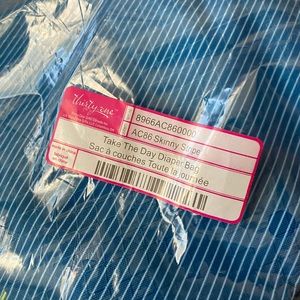 thirty-one
8966AC860000
AC86 Skinny Stripe
Take The Day Diaper Bag
Sac à couches Toute la journée